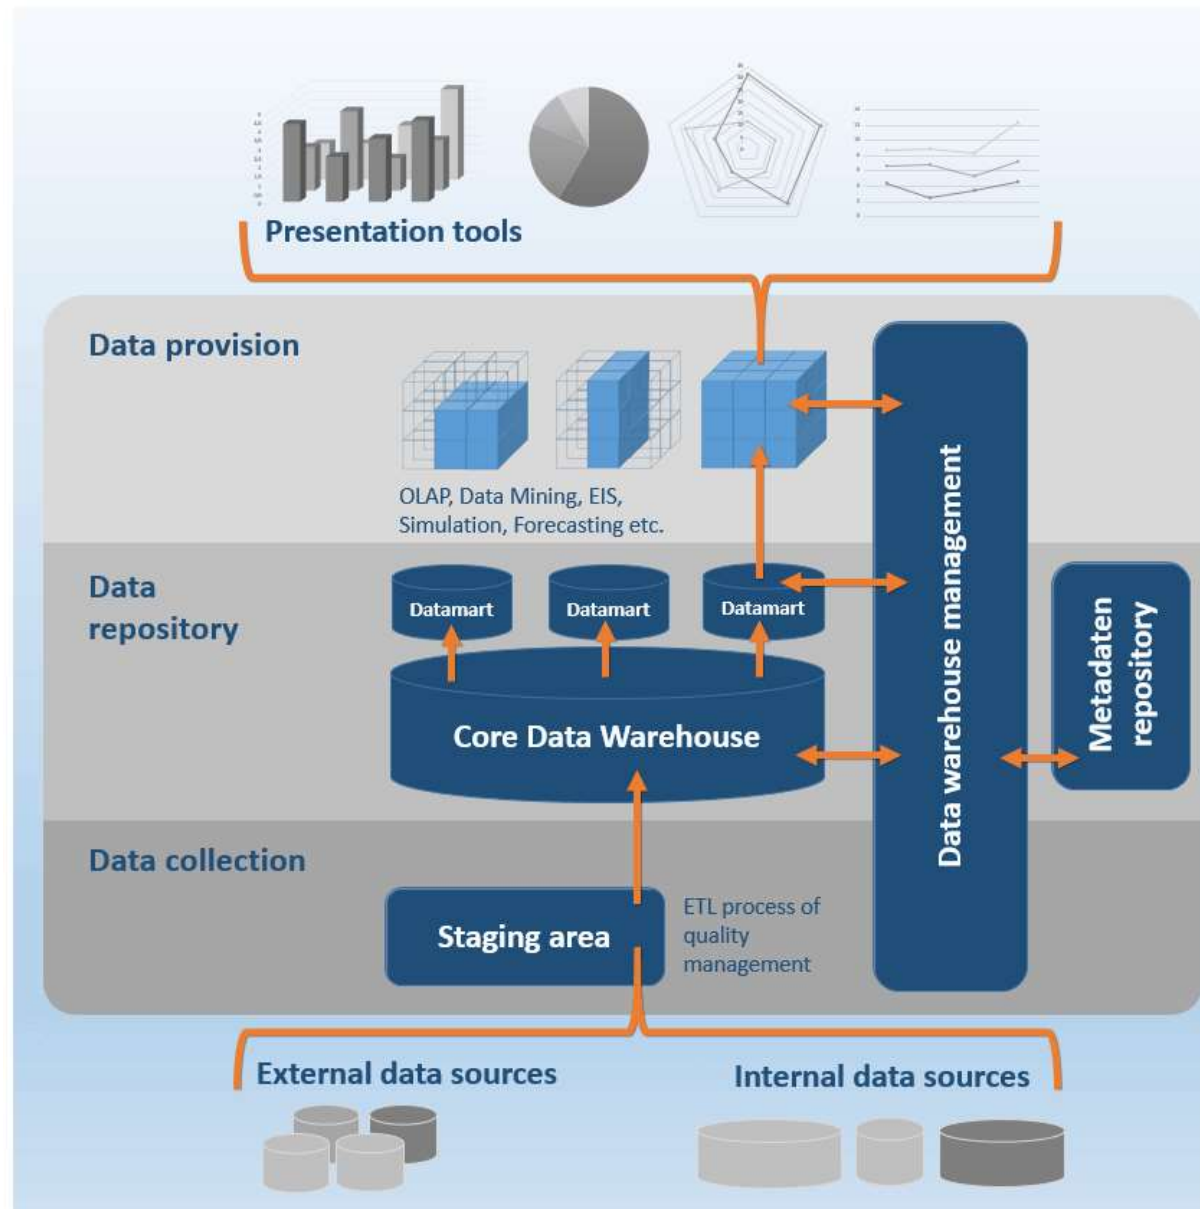 Presentation tools
Data provision
OLAP, Data Mining, EIS,
Simulation, Forecasting etc.
Data
repository
Datamart
Datamart
Datamart
Core Data Warehouse
Data warehouse management
Metadaten
repository
Data collection
Staging area
ETL process of
quality
management
External data sources
Internal data sources